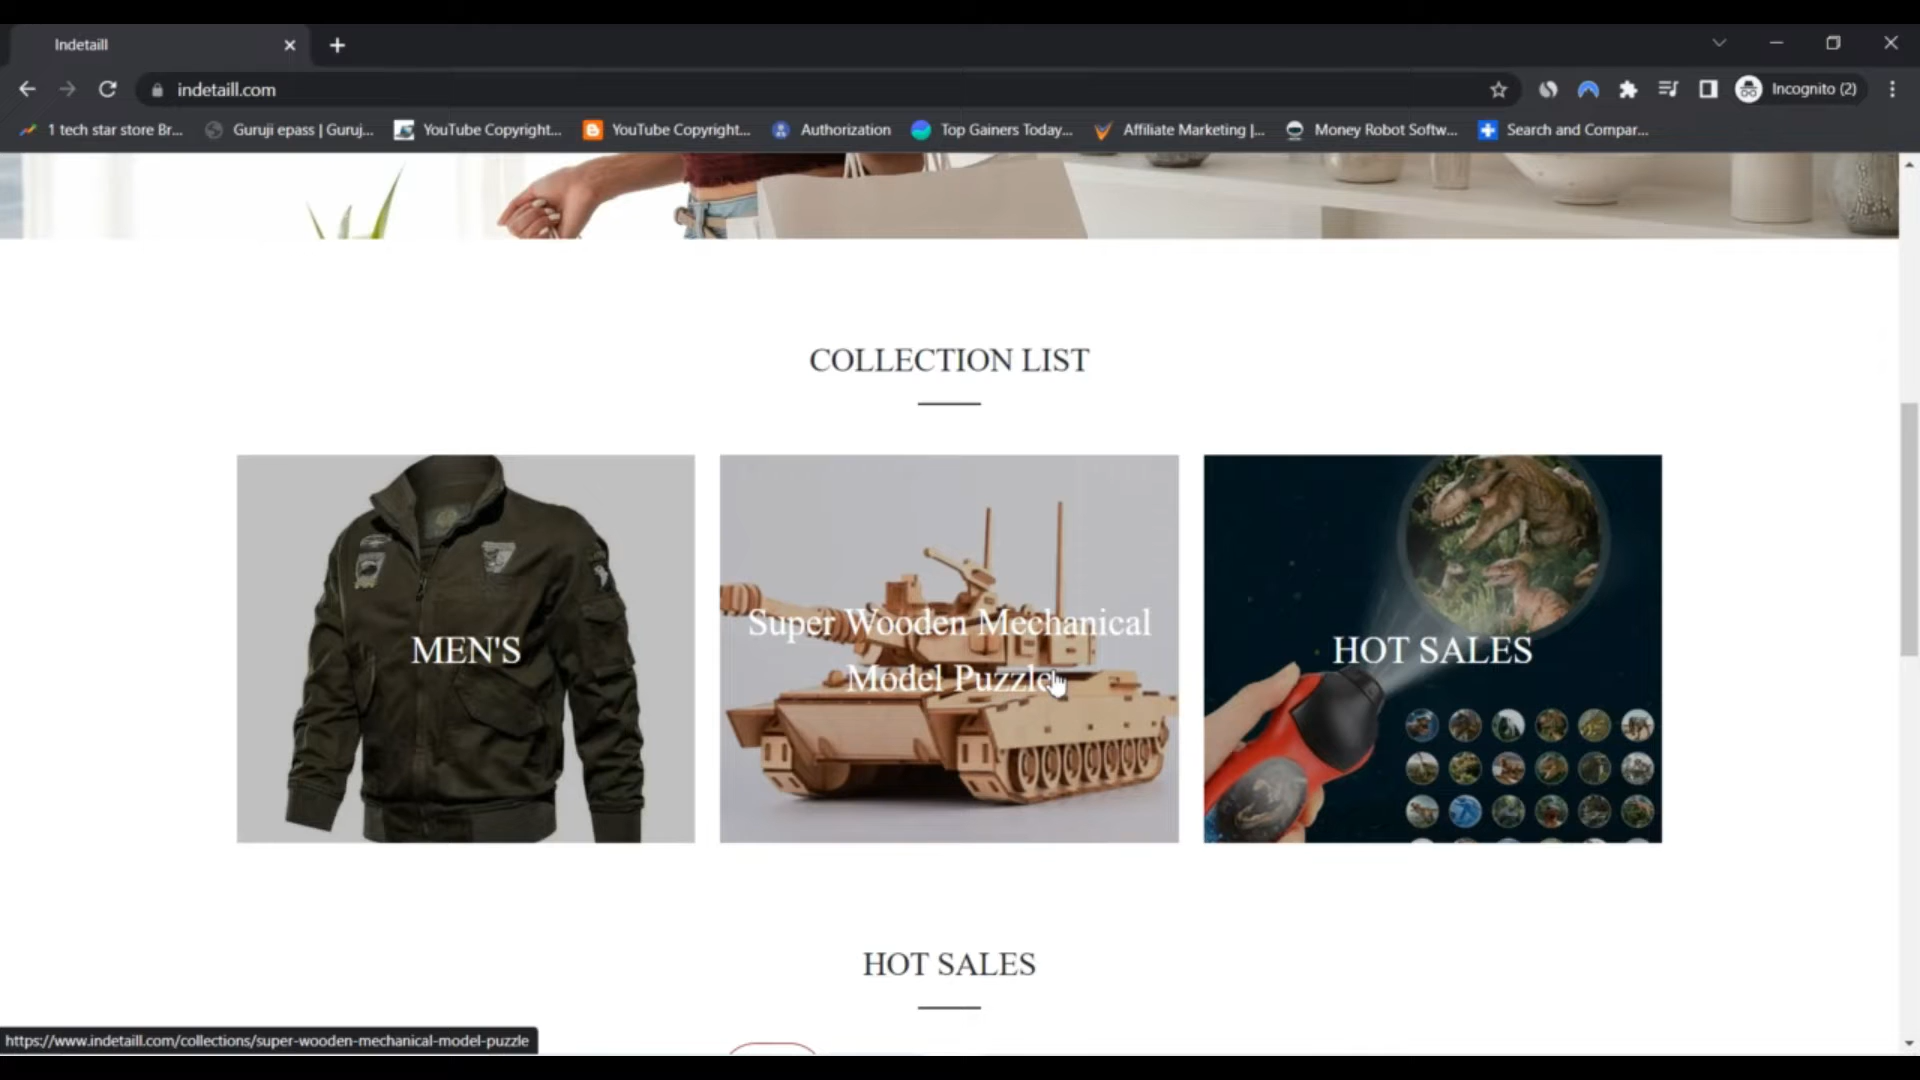 Indetaill
indetaill.com
Incognito (2)
1 tech star store Br...
Guruji epass | Guruj...
YouTube Copyright...
YouTube Copyright...
Authorization
Top Gainers Today...
Affiliate Marketing |...
Money Robot Softw...
Search and Compar...
COLLECTION LIST
MEN'S
Super Wooden Mechanical
Model Puzzle
HOT SALES
HOT SALES
https://www.indetaill.com/collections/super-wooden-mechanical-model-puzzle